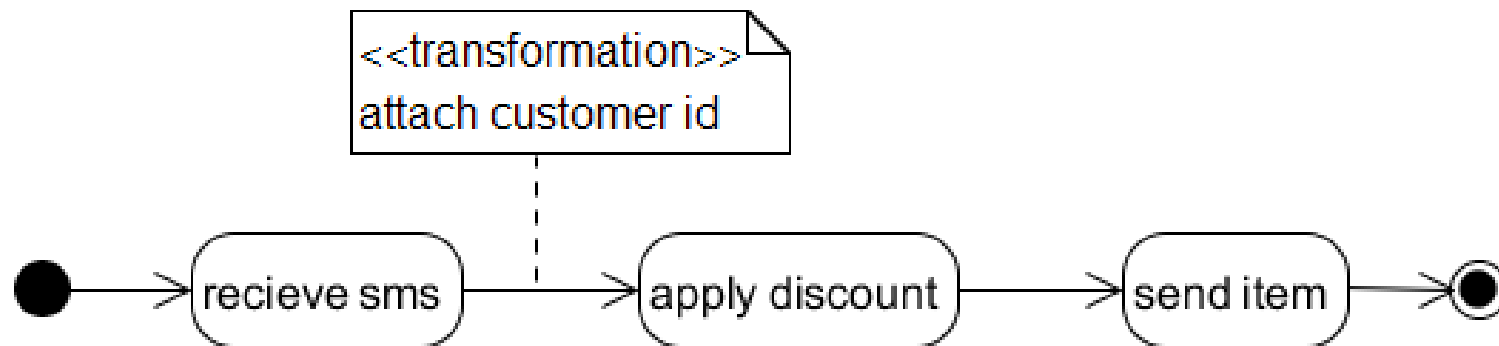 <<transformation>>
attach customer id
recieve sms
apply discount
send item